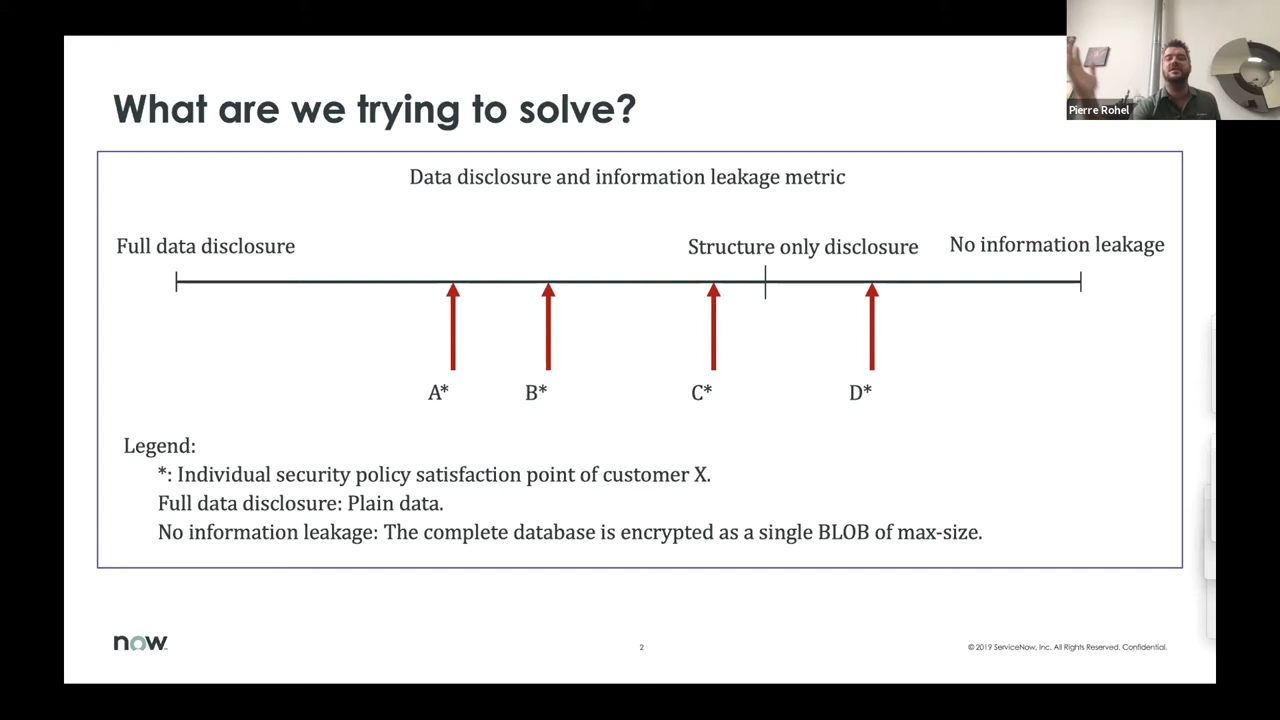 Pierre Rohel
What are we trying to solve?
Data disclosure and information leakage metric
Full data disclosure
Structure only disclosure
No information leakage
A*
B*
C*
D*
Legend:
*: Individual security policy satisfaction point of customer X.
Full data disclosure: Plain data.
No information leakage: The complete database is encrypted as a single BLOB of max-size.
now
2
© 2019 ServiceNow, Inc. All Rights Reserved. Confidential.